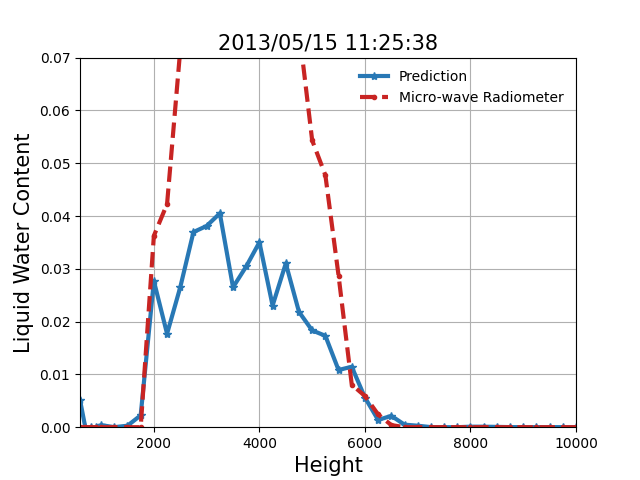 2013/05/15 11:25:38
Prediction
Micro-wave Radiometer
Liquid Water Content
0.07
0.06
0.05
0.04
0.03
0.02
0.01
0.00
2000 4000 6000 8000 10000
Height